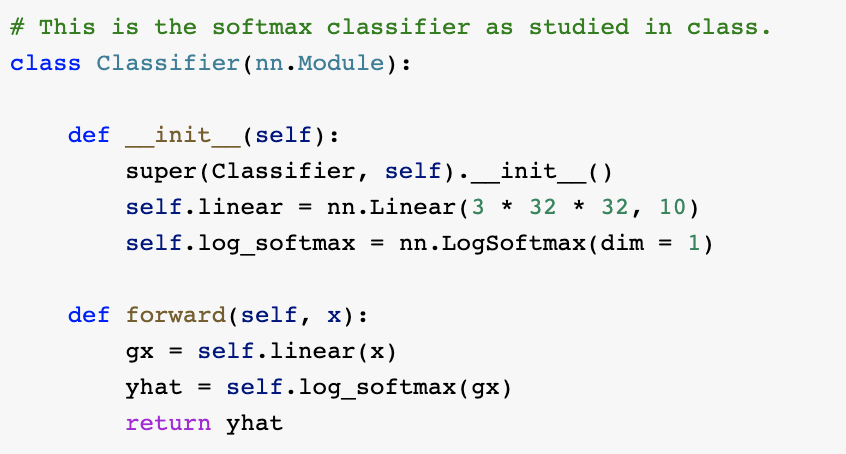 # This is the softmax classifier as studied in class.
class Classifier(nn.Module):
    def __init__(self):
        super(Classifier, self).__init__()
        self.linear = nn.Linear(3 * 32 * 32, 10)
        self.log_softmax = nn.LogSoftmax(dim = 1)
    def forward(self, x):
        gx = self.linear(x)
        yhat = self.log_softmax(gx)
        return yhat